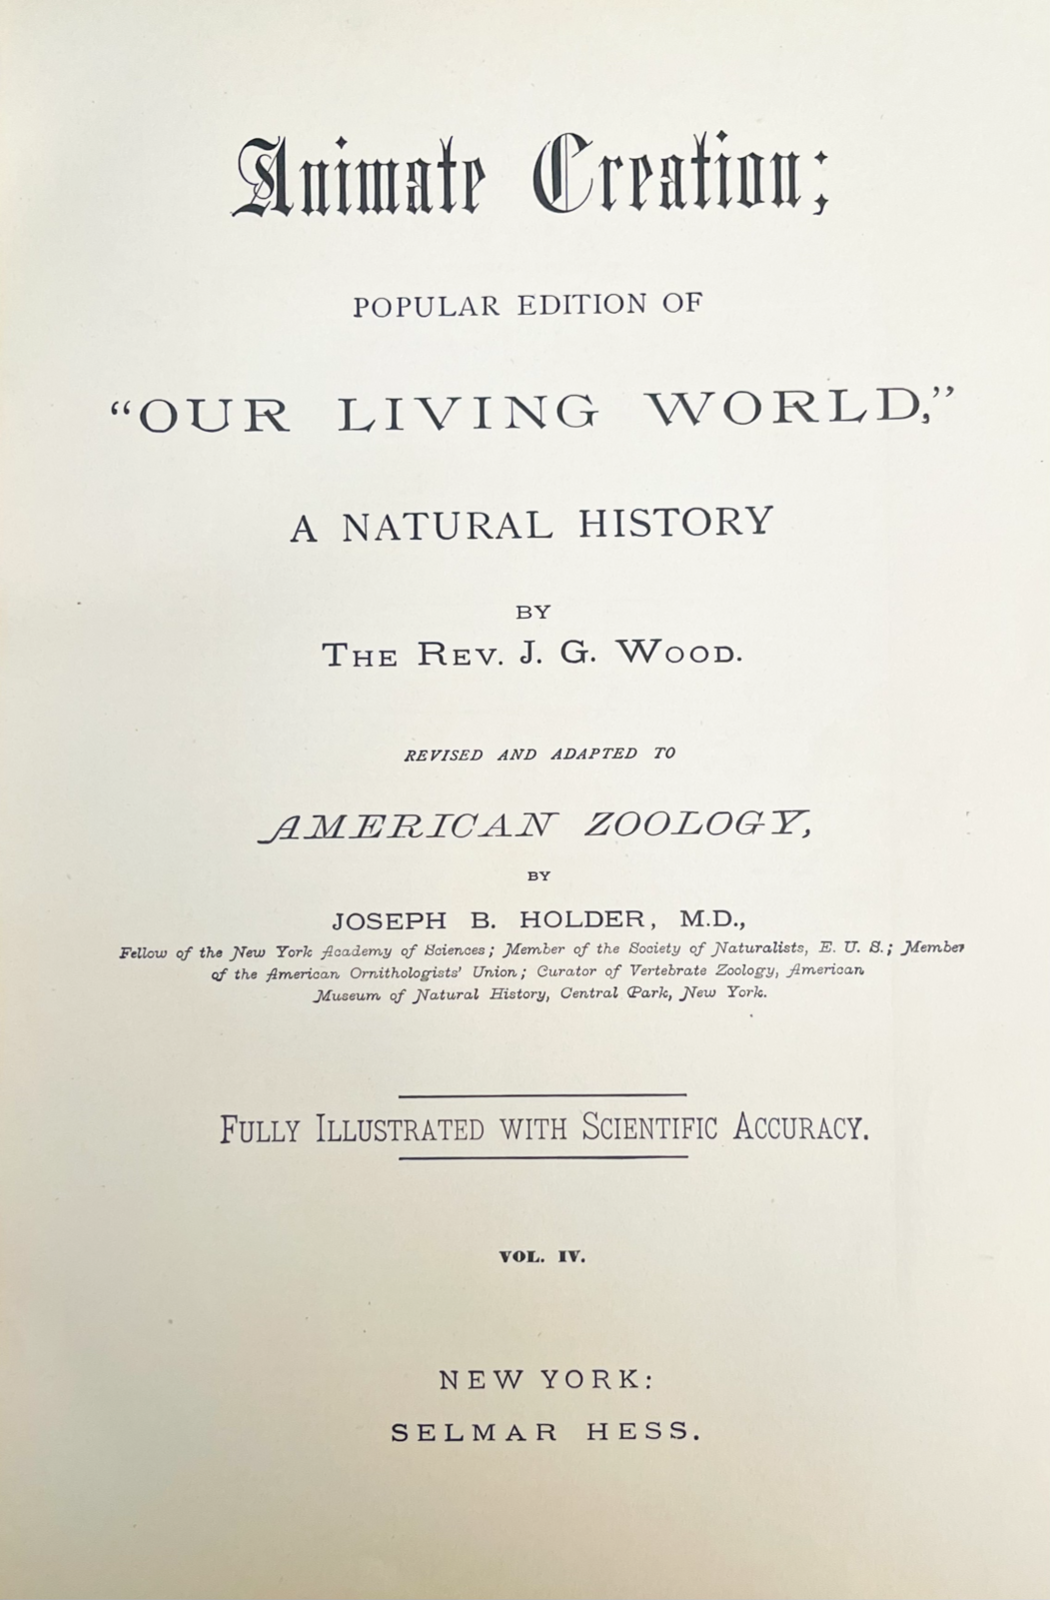 Animate Creation;
POPULAR EDITION OF
“OUR LIVING WORLD,”
A NATURAL HISTORY
BY
THE REV. J. G. WOOD.
REVISED AND ADAPTED TO
AMERICAN ZOOLOGY,
BY
JOSEPH B. HOLDER, M.D.,
Fellow of the New York Academy of Sciences; Member of the Society of Naturalists, E. U. S.; Member
of the American Ornithologists’ Union; Curator of Vertebrate Zoology, American
Museum of Natural History, Central Park, New York.
FULLY ILLUSTRATED WITH SCIENTIFIC ACCURACY.
VOL. IV.
NEW YORK:
SELMAR HESS.